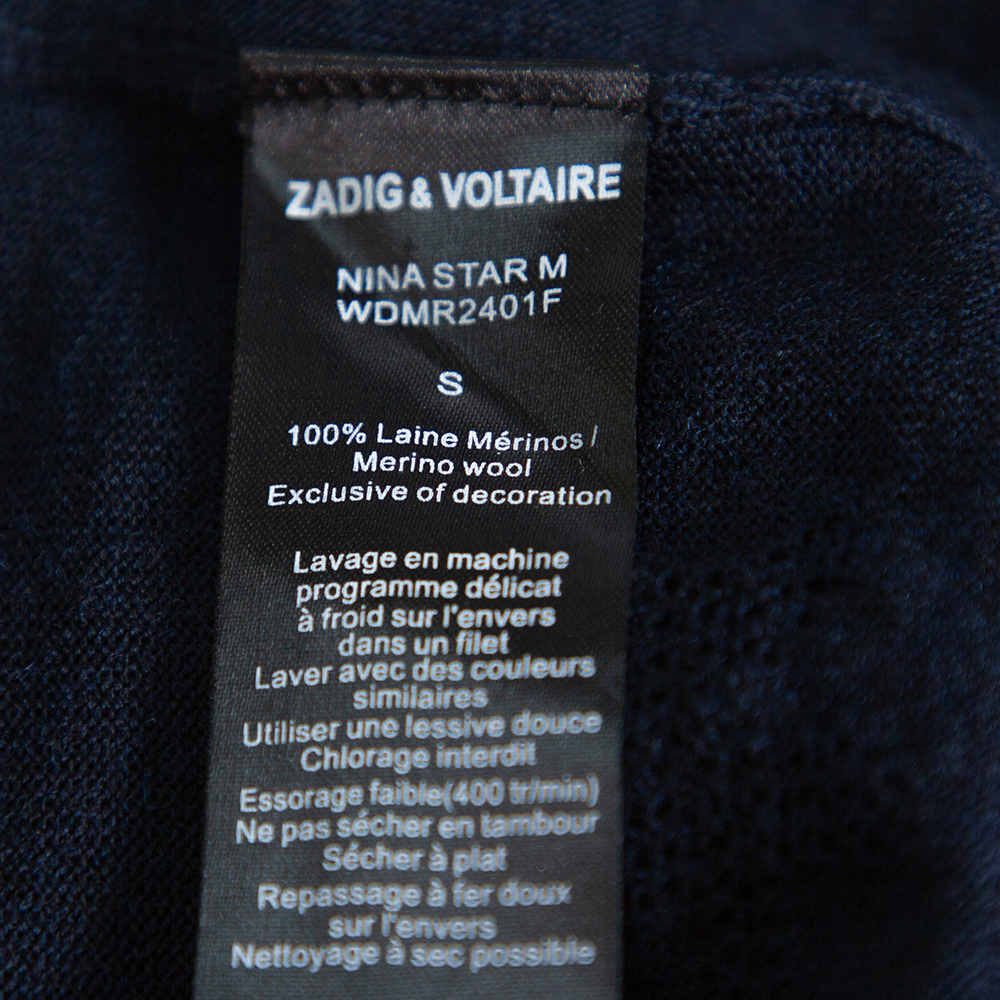 ZADIG & VOLTAIRE
NINA STAR M
WDMR2401F
S
100% Laine Mérinos /
Merino wool
Exclusive of decoration
Lavage en machine
programme délicat
à froid sur l'envers
dans un filet
Laver avec des couleurs
similaires
Utiliser une lessive douce
Chlorage interdit
Essorage faible(400 tr/min)
Ne pas sécher en tambour
Sécher à plat
Repassage à fer doux
sur l'envers
Nettoyage à sec possible